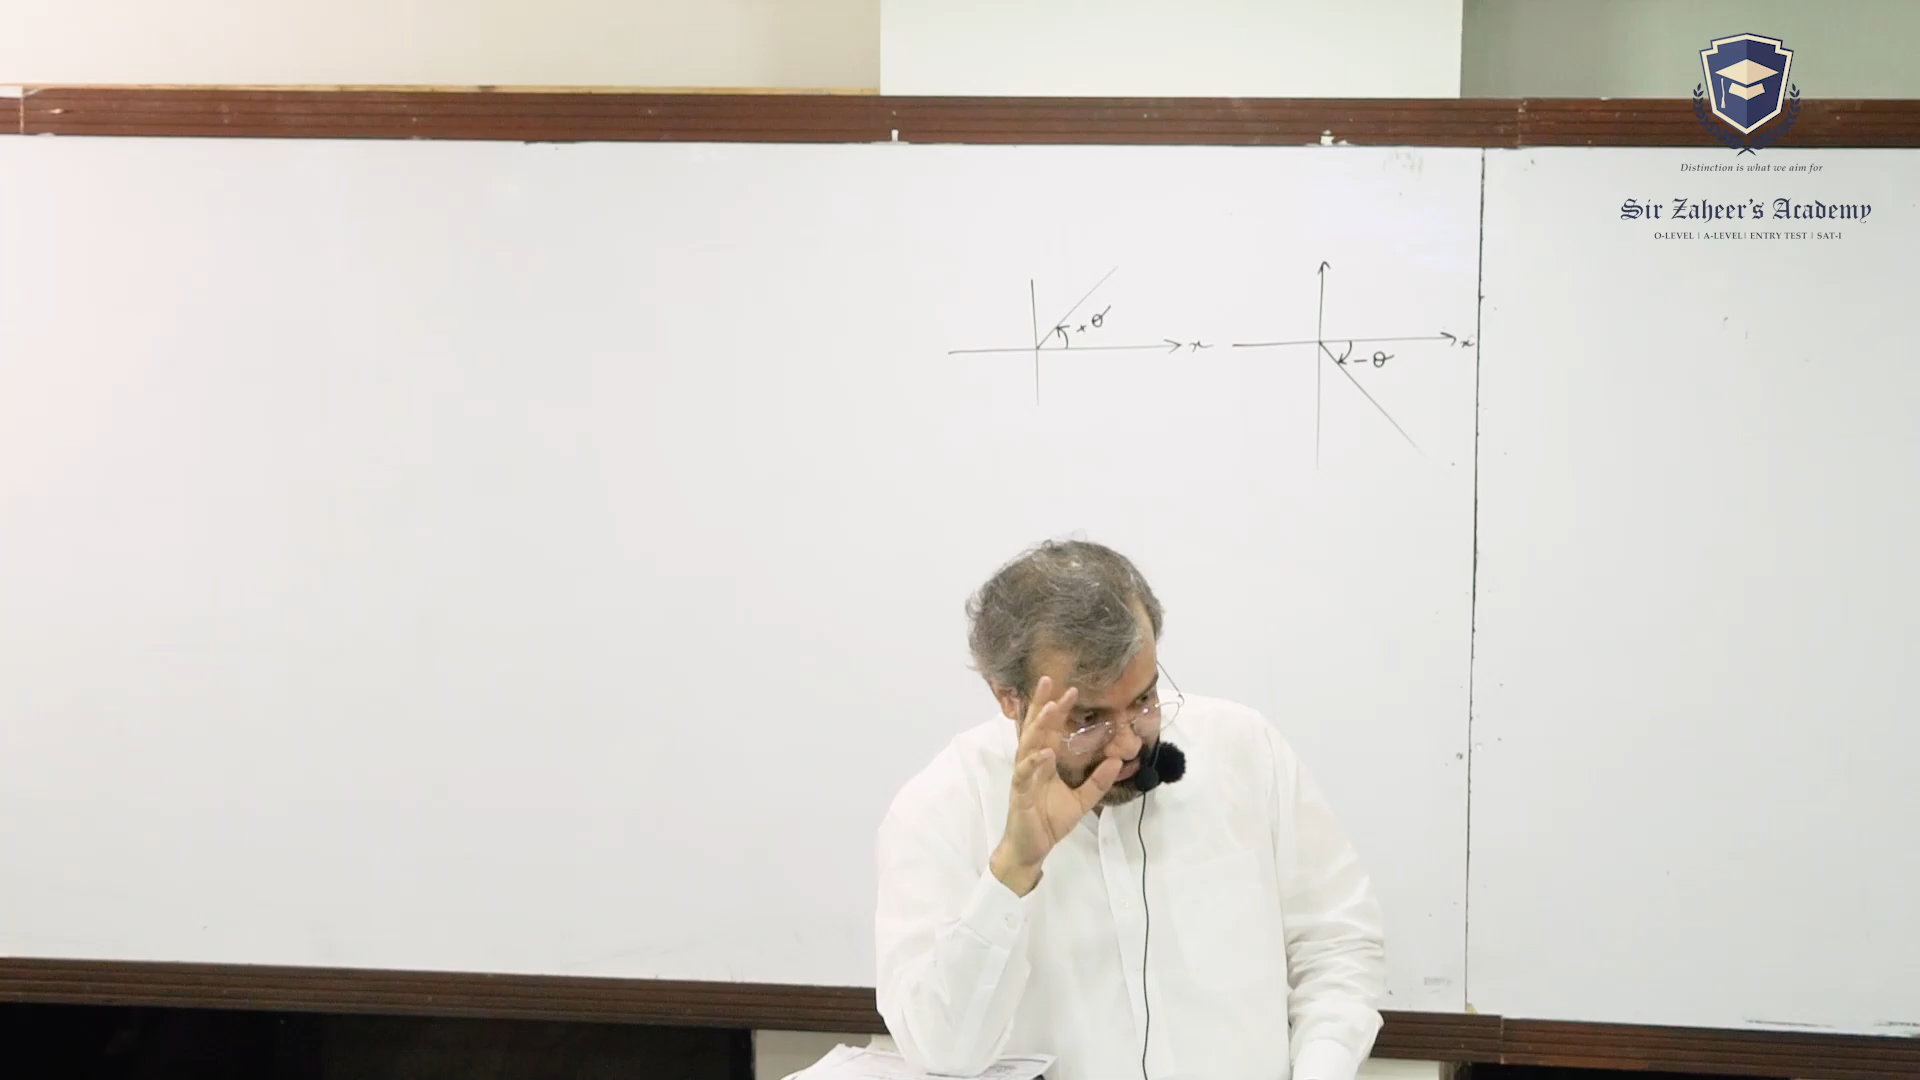 Distinction is what we aim for
Sir Zaheer's Academy
O-LEVEL | A-LEVEL | ENTRY TEST | SAT-I
+θ
x
-θ
x